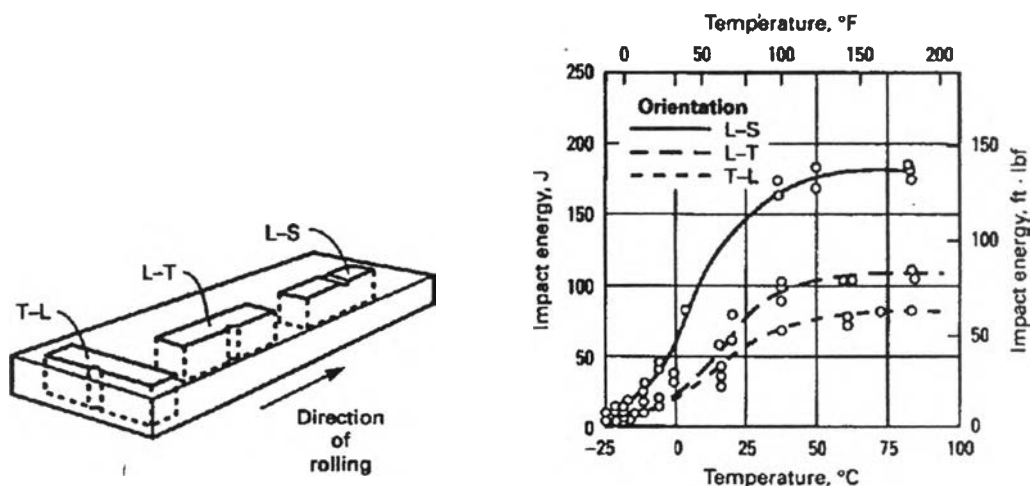 L-S
L-T
T-L
Direction
of
rolling
Temperature, °F
0 50 100 150 200
250
200
150
100
50
0
Impact energy, J
Orientation
L-S
L-T
T-L
150
100
50
0
Impact energy, ft · lbf
-25 0 25 50 75 100
Temperature, °C